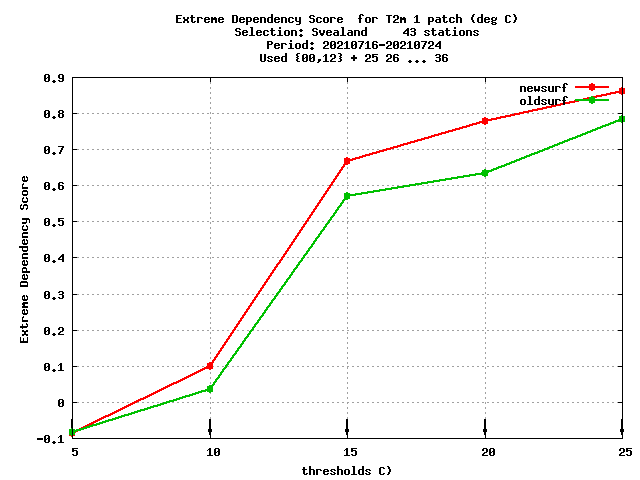 Extreme Dependency Score  for T2m 1 patch (deg C)
Selection: Svealand     43 stations
Period: 20210716-20210724
Used {00,12} + 25 26 ... 36
newsurf
oldsurf
0.9
0.8
0.7
0.6
0.5
0.4
0.3
0.2
0.1
0
-0.1
Extreme Dependency Score
5 10 15 20 25
thresholds C)